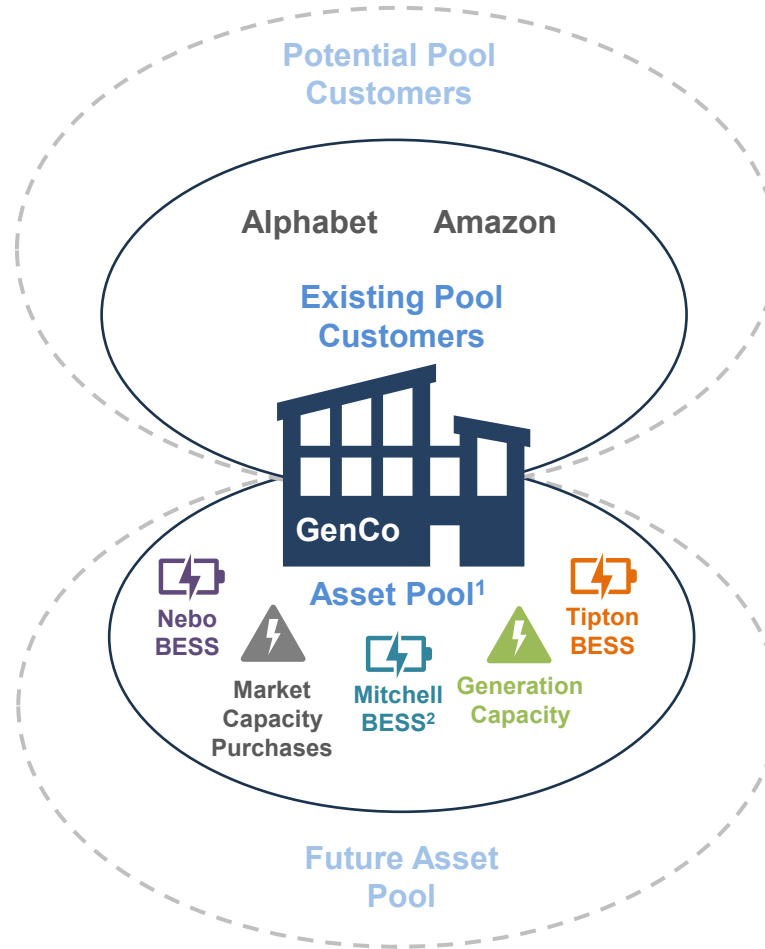 Potential Pool
Customers
Alphabet Amazon
Existing Pool
Customers
GenCo
Asset Pool¹
Nebo
BESS
Market
Capacity
Purchases
Mitchell
BESS²
Generation
Capacity
Tipton
BESS
Future Asset
Pool